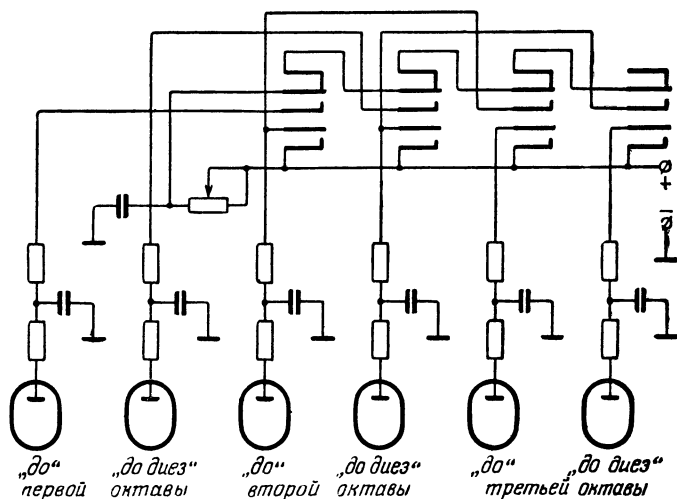 +
−
„до“ „до диез“ „до“ „до диез“ „до“ „до диез“
первой октавы второй октавы третьей октавы